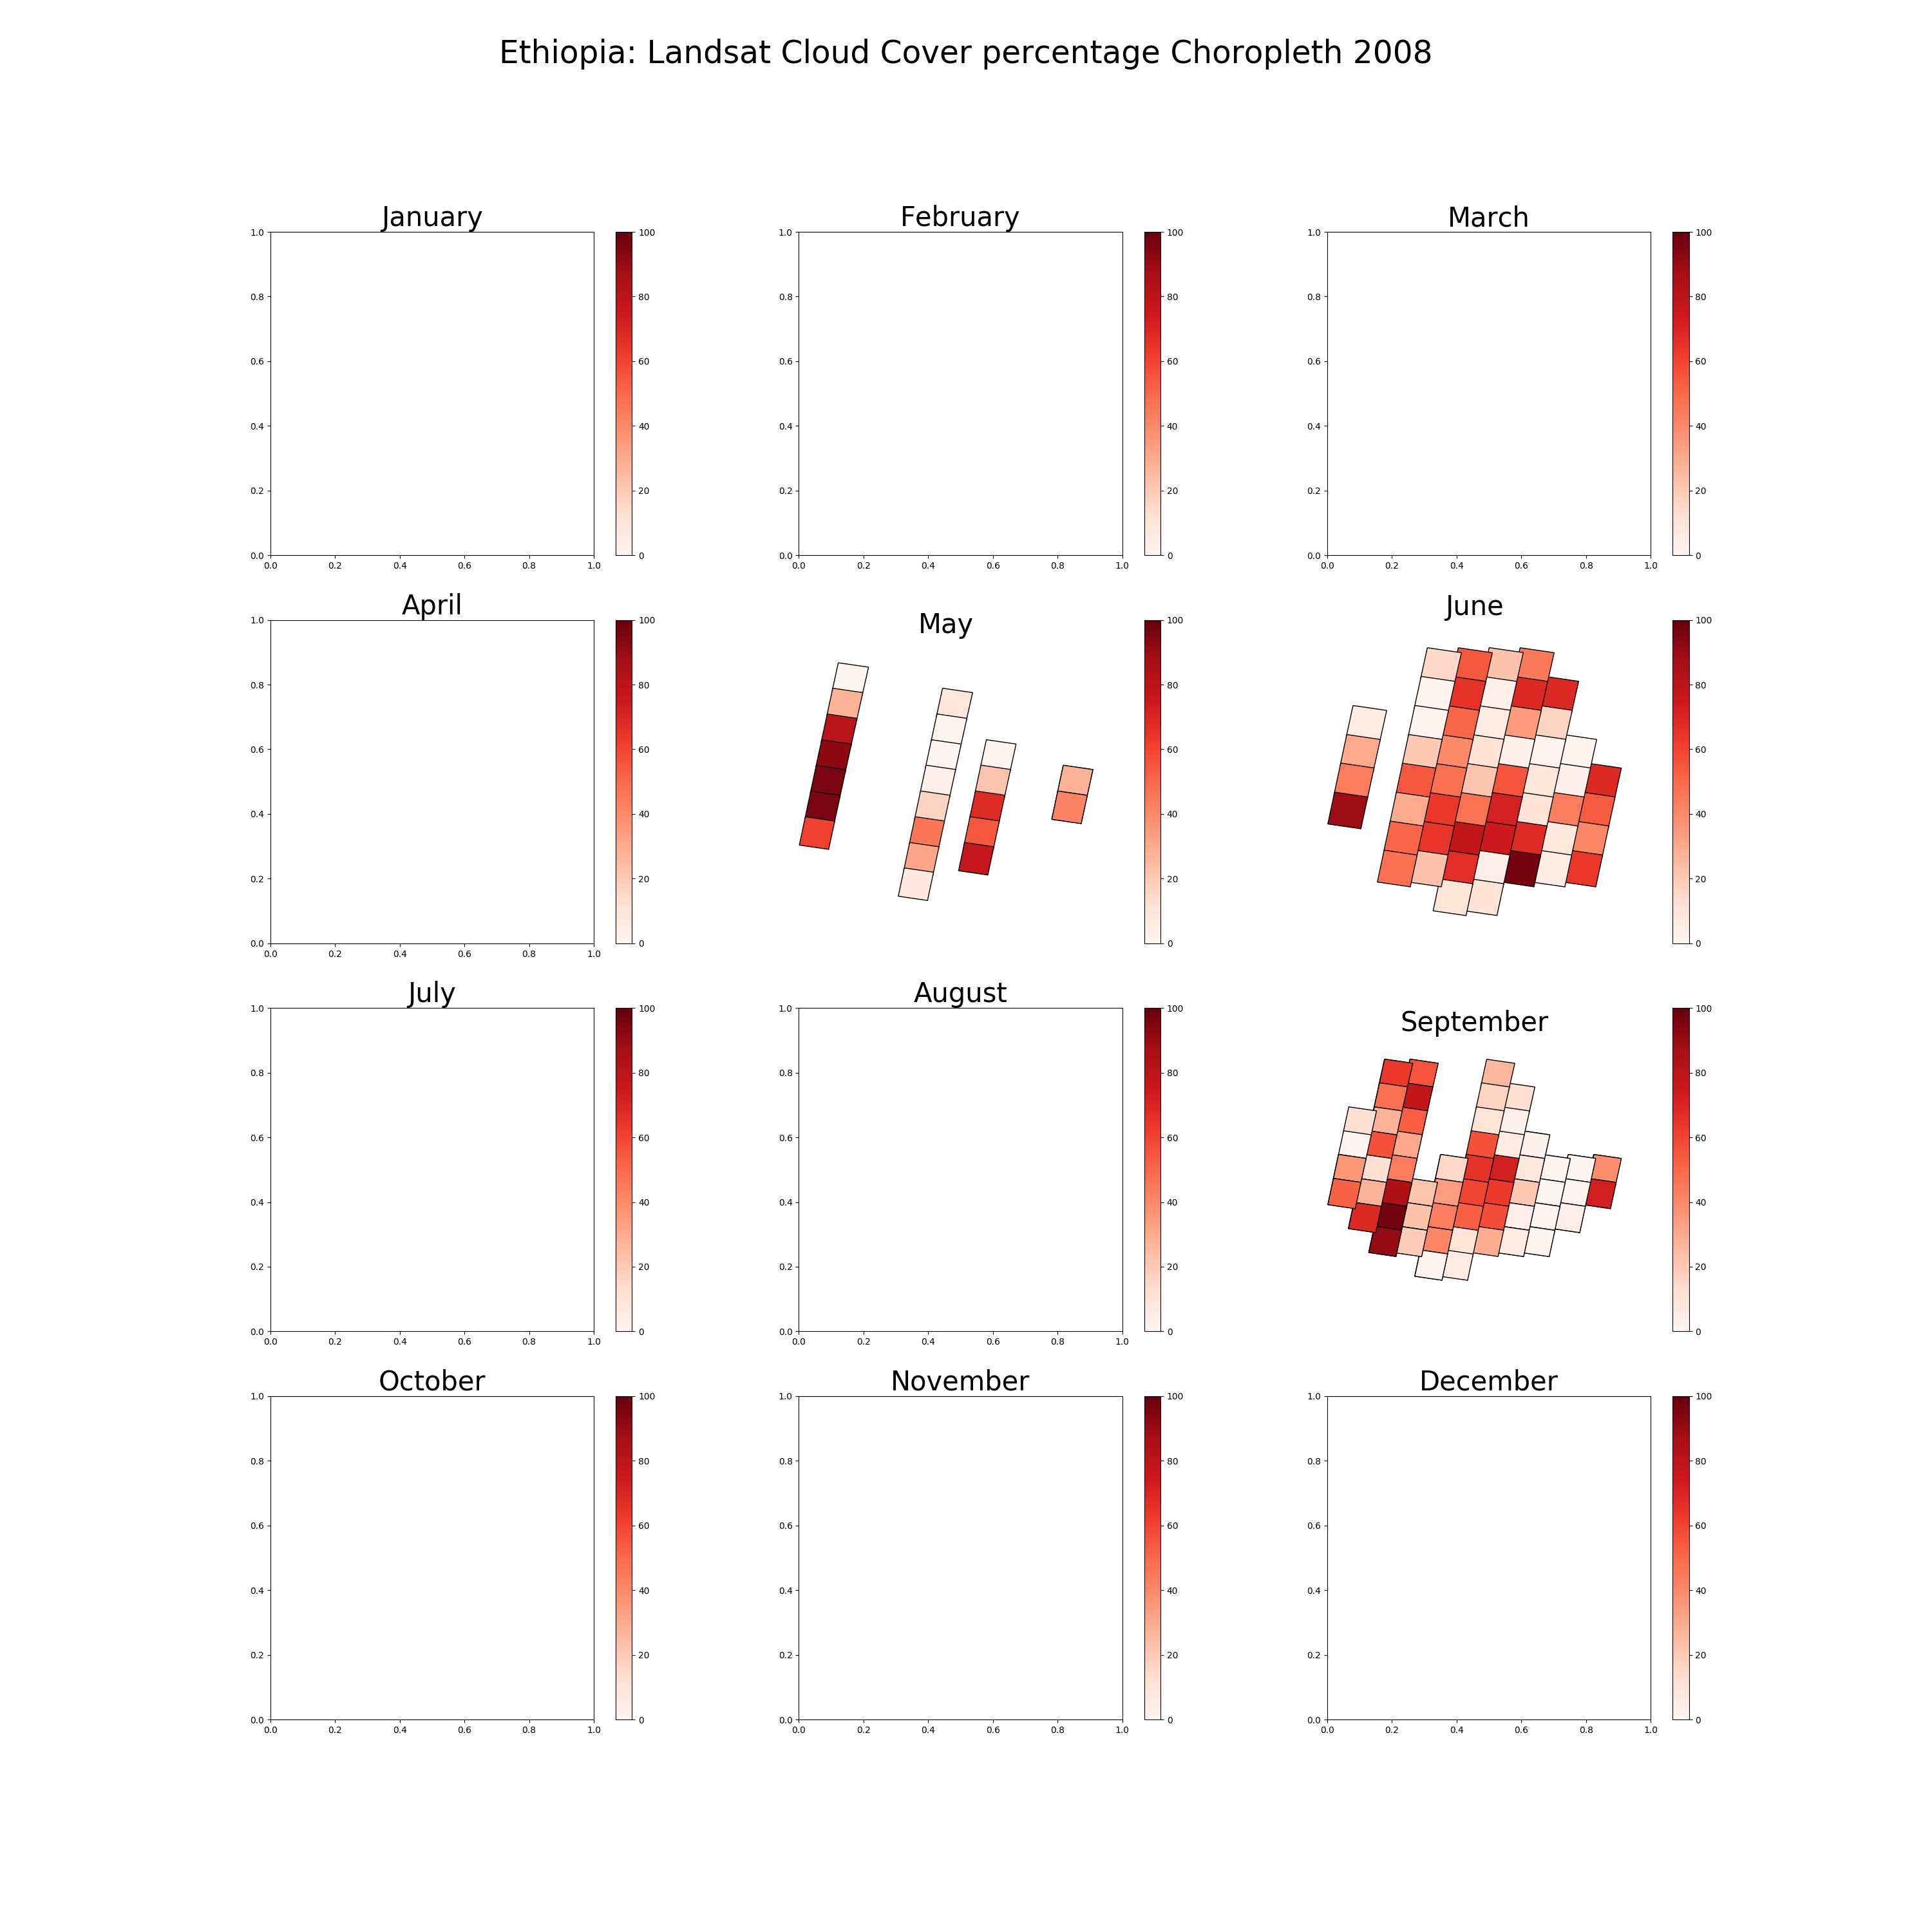 Ethiopia: Landsat Cloud Cover percentage Choropleth 2008
January February March
1.0 100 1.0 100 1.0 100
0.8 80 0.8 80 0.8 80
0.6 60 0.6 60 0.6 60
0.4 40 0.4 40 0.4 40
0.2 20 0.2 20 0.2 20
0.0 0 0.0 0 0.0 0
0.0 0.2 0.4 0.6 0.8 1.0 0.0 0.2 0.4 0.6 0.8 1.0 0.0 0.2 0.4 0.6 0.8 1.0
April May June
1.0 100 100 100
0.8 80 80 80
0.6 60 60 60
0.4 40 40 40
0.2 20 20 20
0.0 0 0 0
0.0 0.2 0.4 0.6 0.8 1.0
July August September
1.0 100 1.0 100 100
0.8 80 0.8 80 80
0.6 60 0.6 60 60
0.4 40 0.4 40 40
0.2 20 0.2 20 20
0.0 0 0.0 0 0
0.0 0.2 0.4 0.6 0.8 1.0 0.0 0.2 0.4 0.6 0.8 1.0
October November December
1.0 100 1.0 100 1.0 100
0.8 80 0.8 80 0.8 80
0.6 60 0.6 60 0.6 60
0.4 40 0.4 40 0.4 40
0.2 20 0.2 20 0.2 20
0.0 0 0.0 0 0.0 0
0.0 0.2 0.4 0.6 0.8 1.0 0.0 0.2 0.4 0.6 0.8 1.0 0.0 0.2 0.4 0.6 0.8 1.0